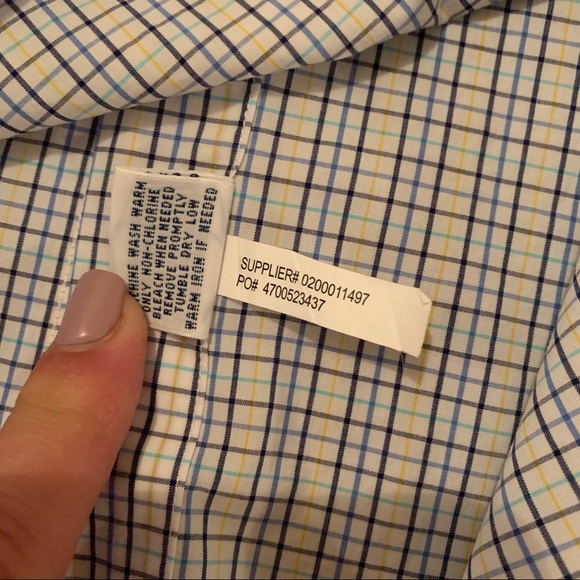 WASH WARM
ONLY NON-CHLORINE
BLEACH WHEN NEEDED
REMOVE PROMPTLY
TUMBLE DRY LOW
WARM IRON IF NEEDED
SUPPLIER# 0200011497
PO# 4700523437